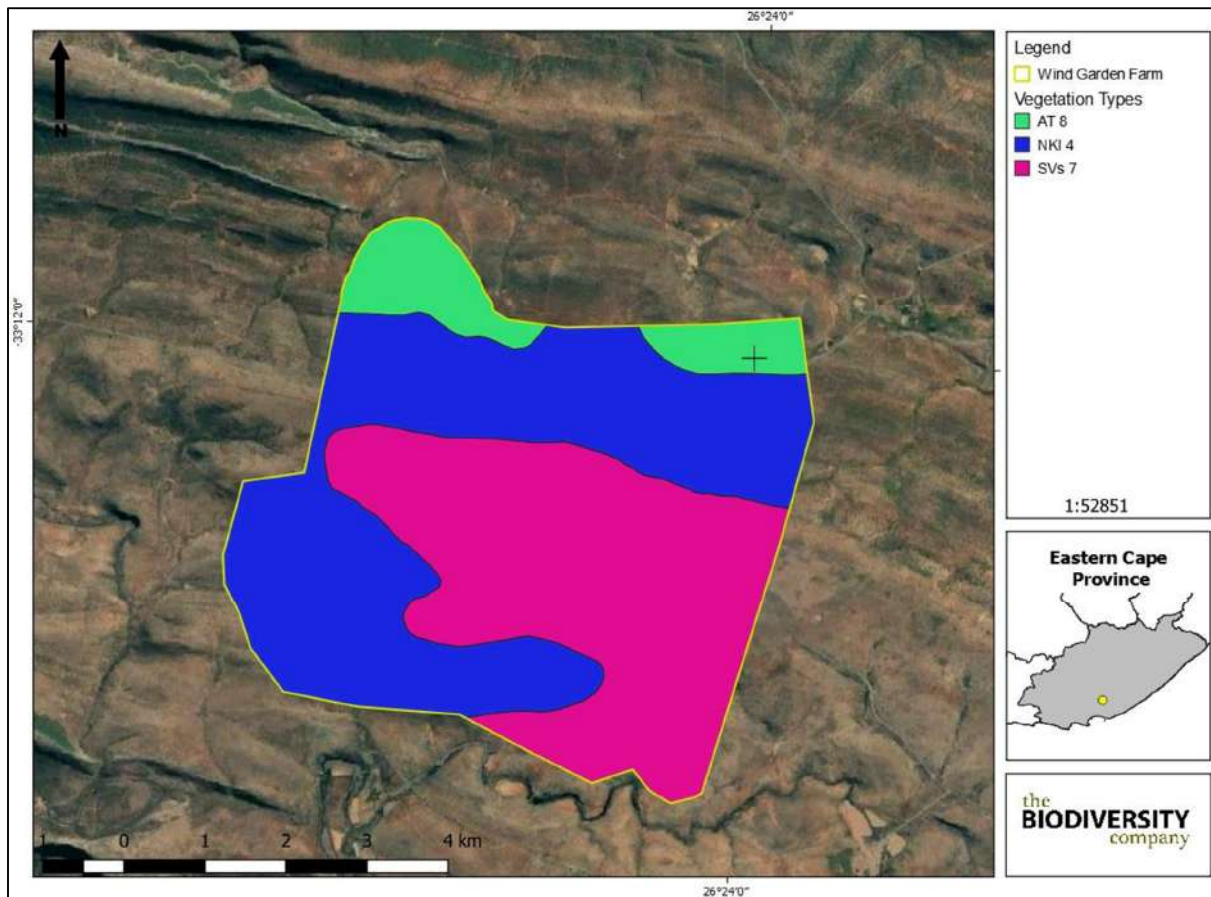 26°24'0"
Legend
Wind Garden Farm
Vegetation Types
AT 8
NKl 4
SVs 7
1:52851
N
-33°12'0"
Eastern Cape
Province
1 0 1 2 3 4 km
26°24'0"
the
BIODIVERSITY
company